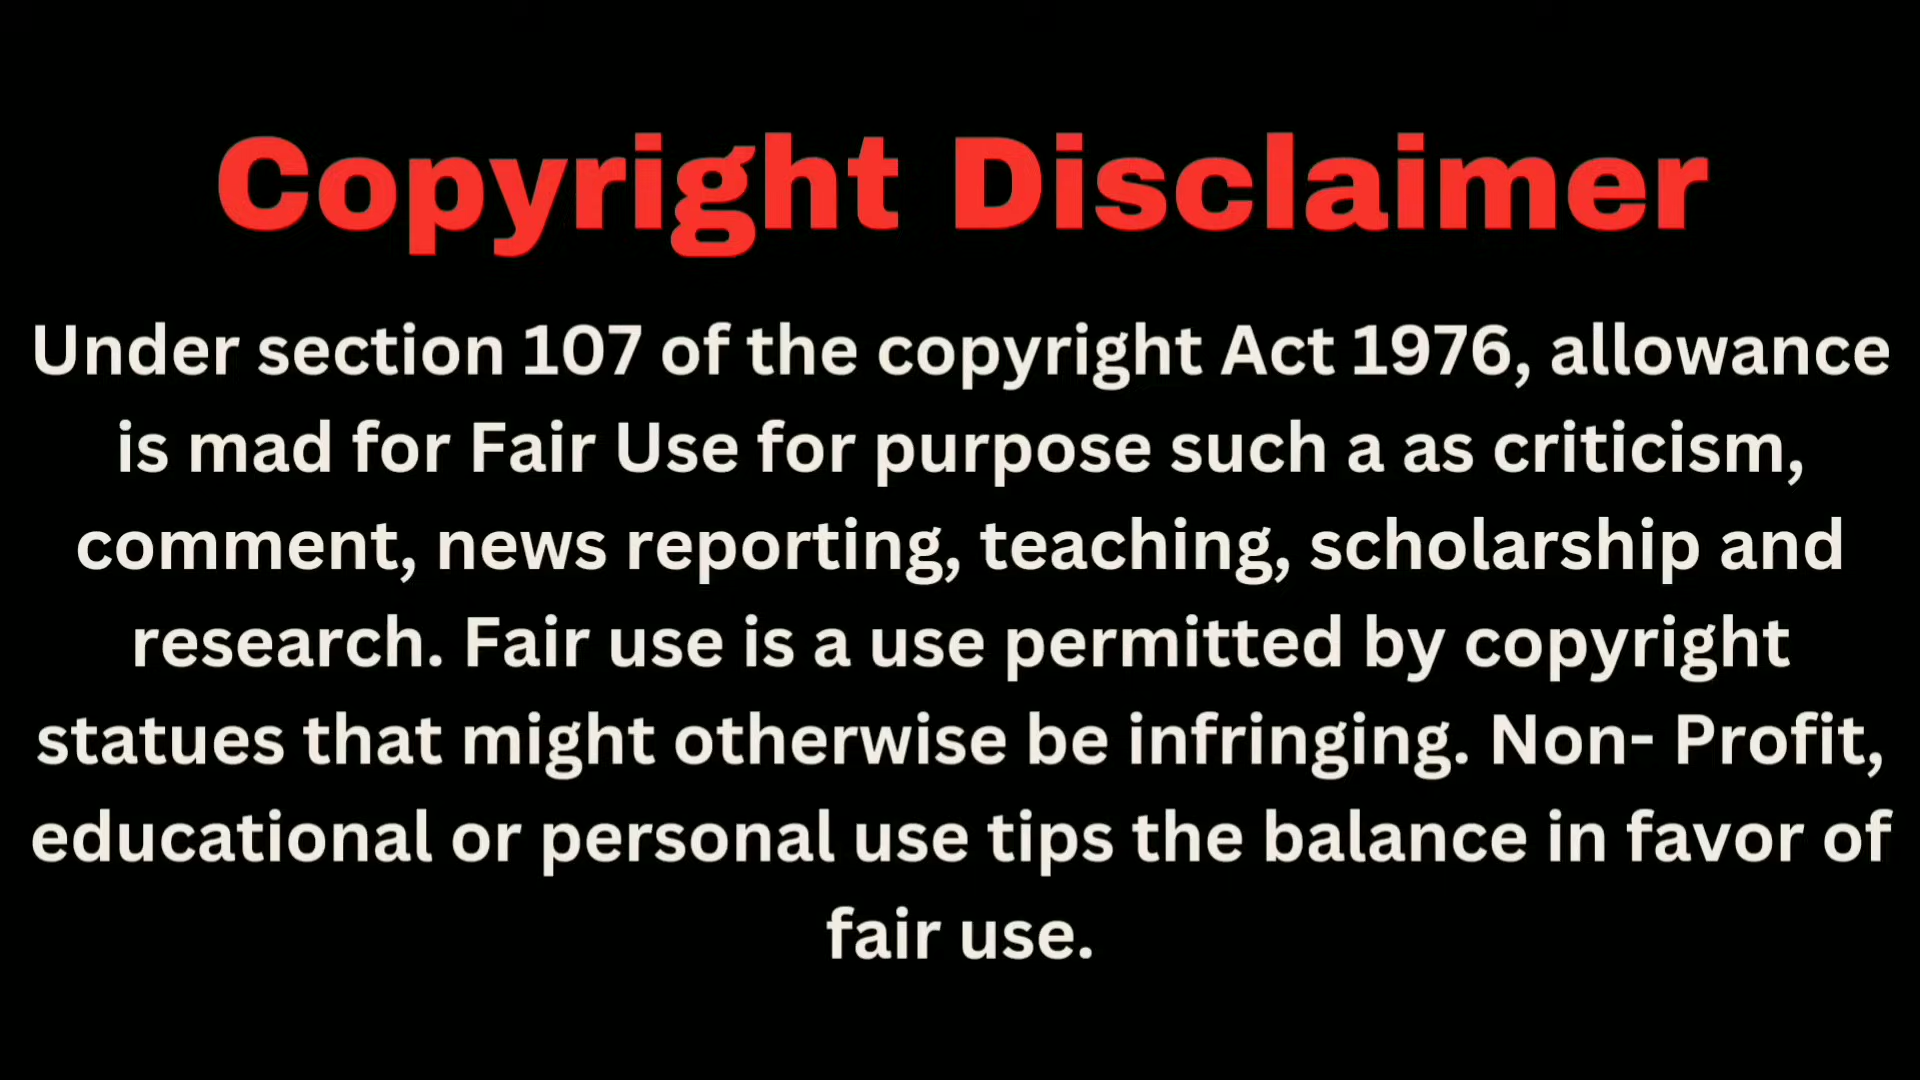 Copyright Disclaimer
Under section 107 of the copyright Act 1976, allowance
is mad for Fair Use for purpose such a as criticism,
comment, news reporting, teaching, scholarship and
research. Fair use is a use permitted by copyright
statues that might otherwise be infringing. Non- Profit,
educational or personal use tips the balance in favor of
fair use.